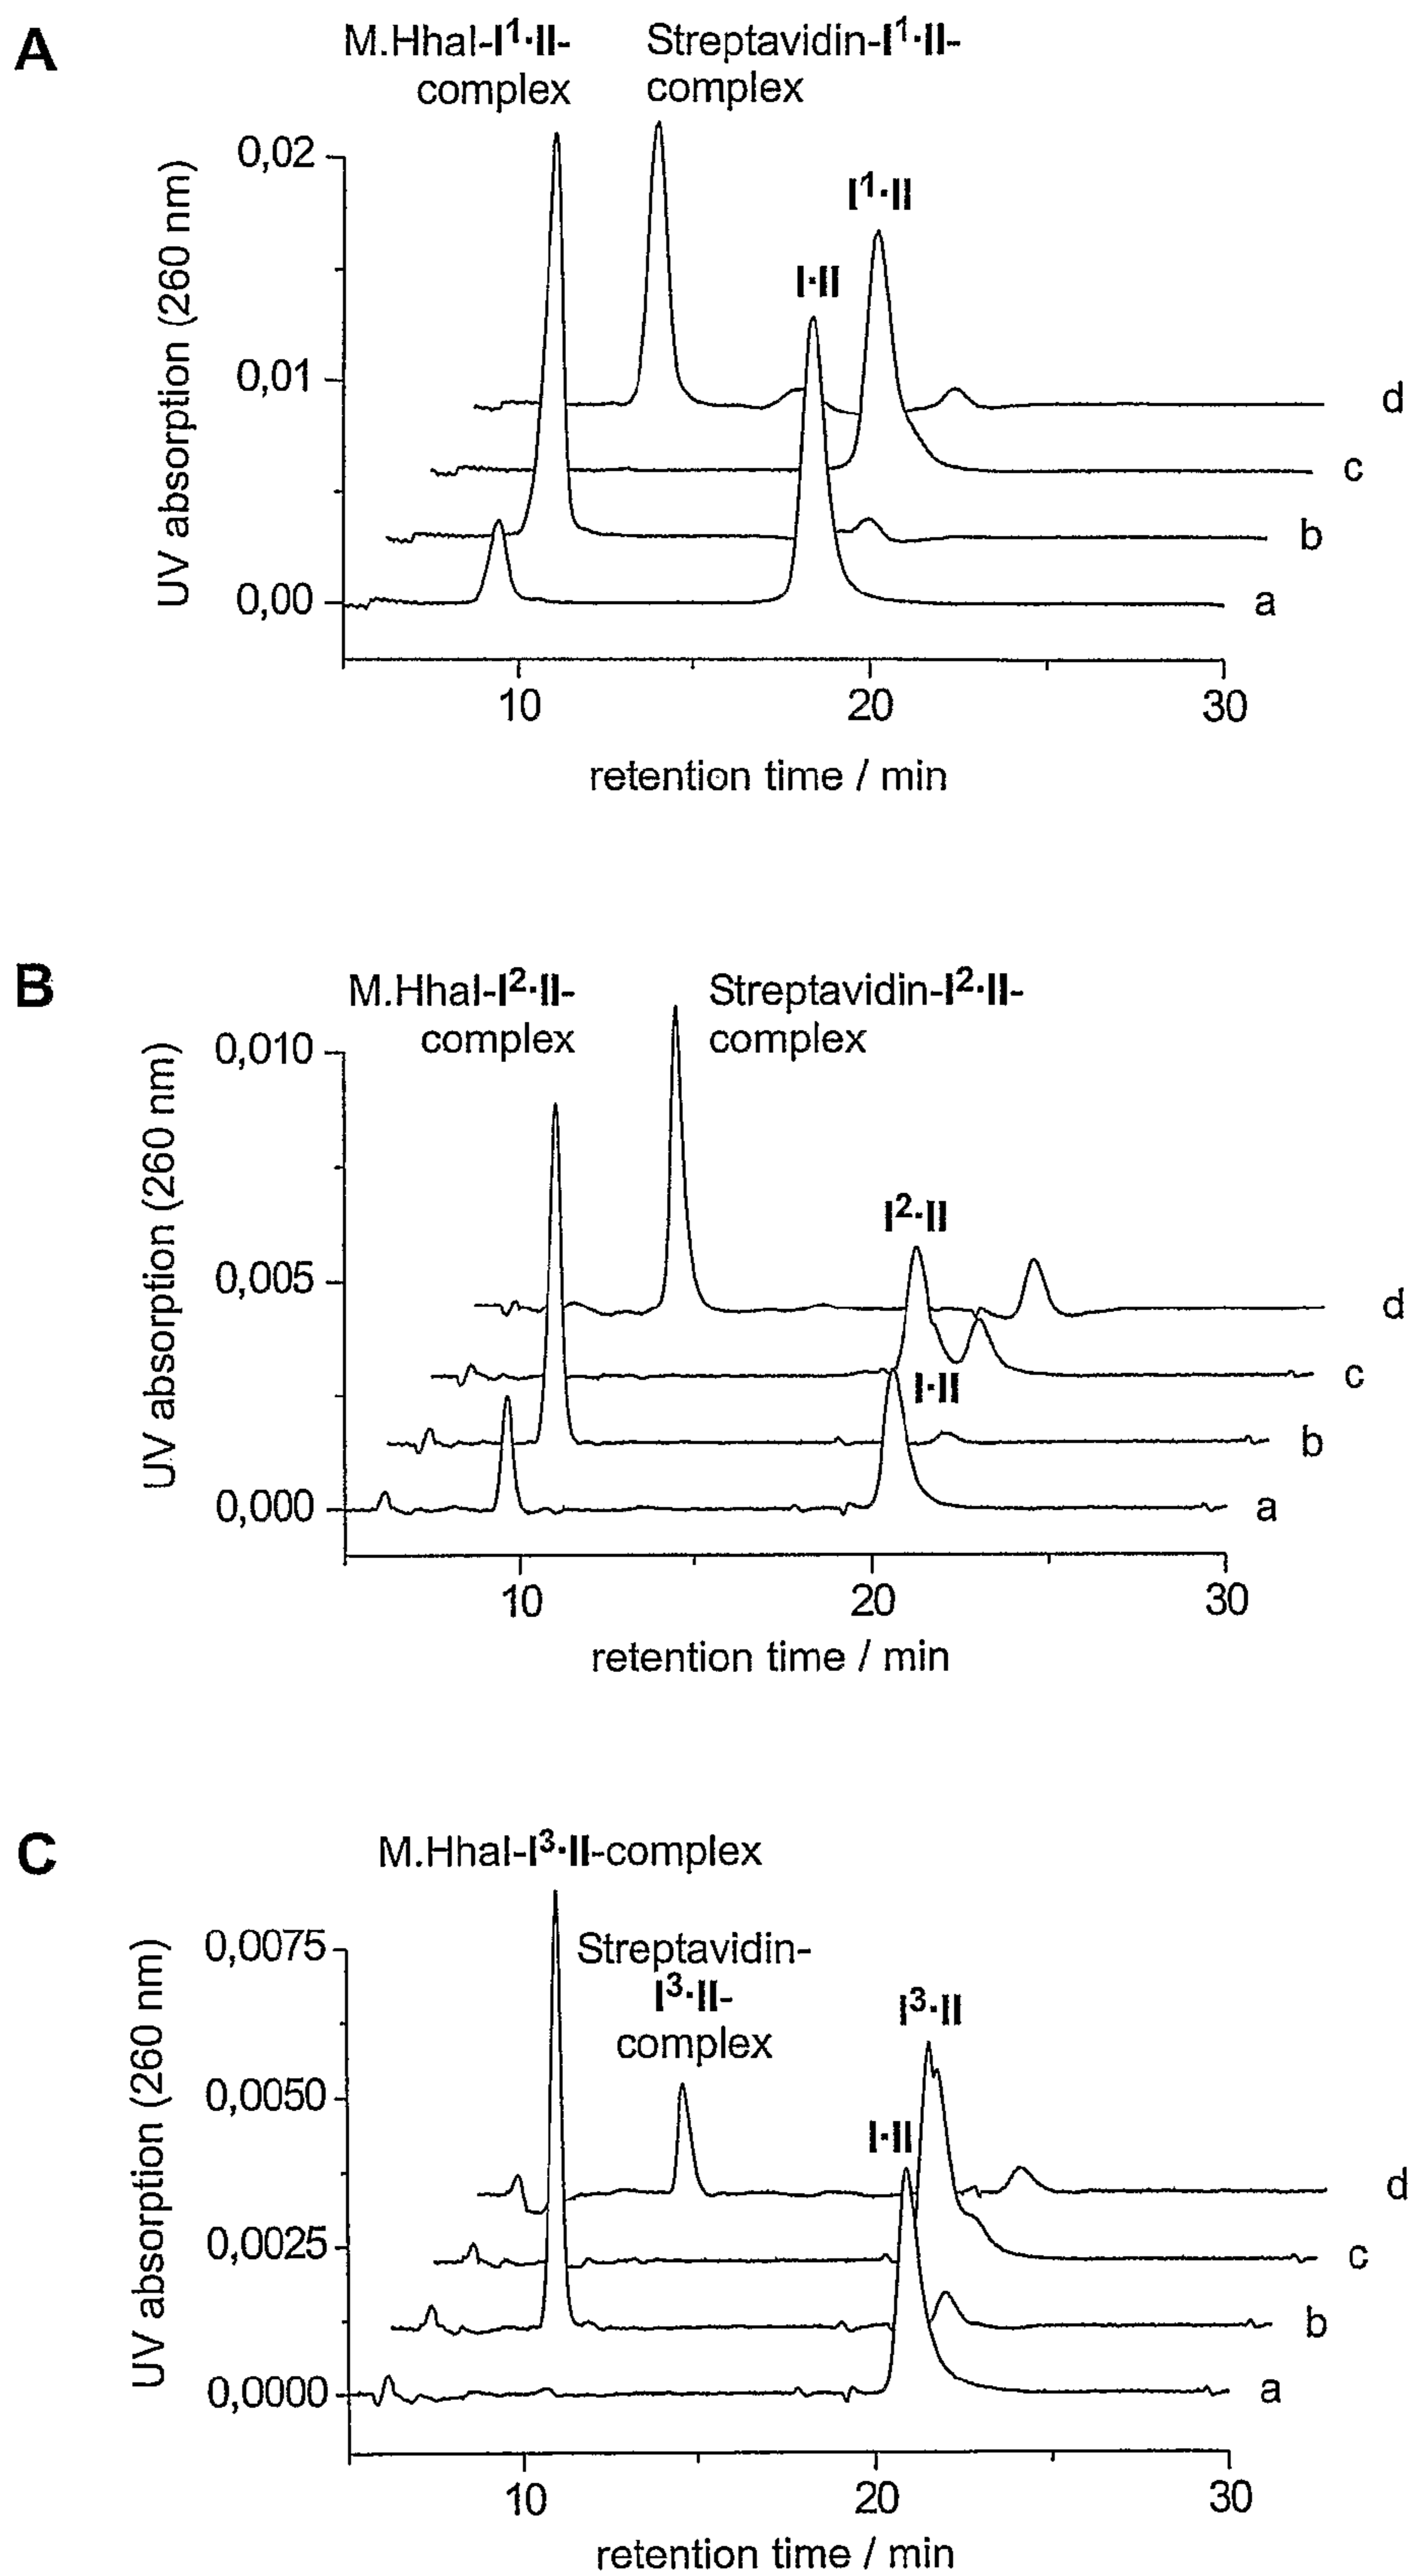 A
M.HhaI-I¹·II-
complex
Streptavidin-I¹·II-
complex
I¹·II
I·II
UV absorption (260 nm)
0,02
0,01
0,00
d
c
b
a
10
20
30
retention time / min
B
M.HhaI-I²·II-
complex
Streptavidin-I²·II-
complex
I²·II
I·II
UV absorption (260 nm)
0,010
0,005
0,000
d
c
b
a
10
20
30
retention time / min
C
M.HhaI-I³·II-complex
Streptavidin-
I³·II-
complex
I³·II
I·II
UV absorption (260 nm)
0,0075
0,0050
0,0025
0,0000
d
c
b
a
10
20
30
retention time / min